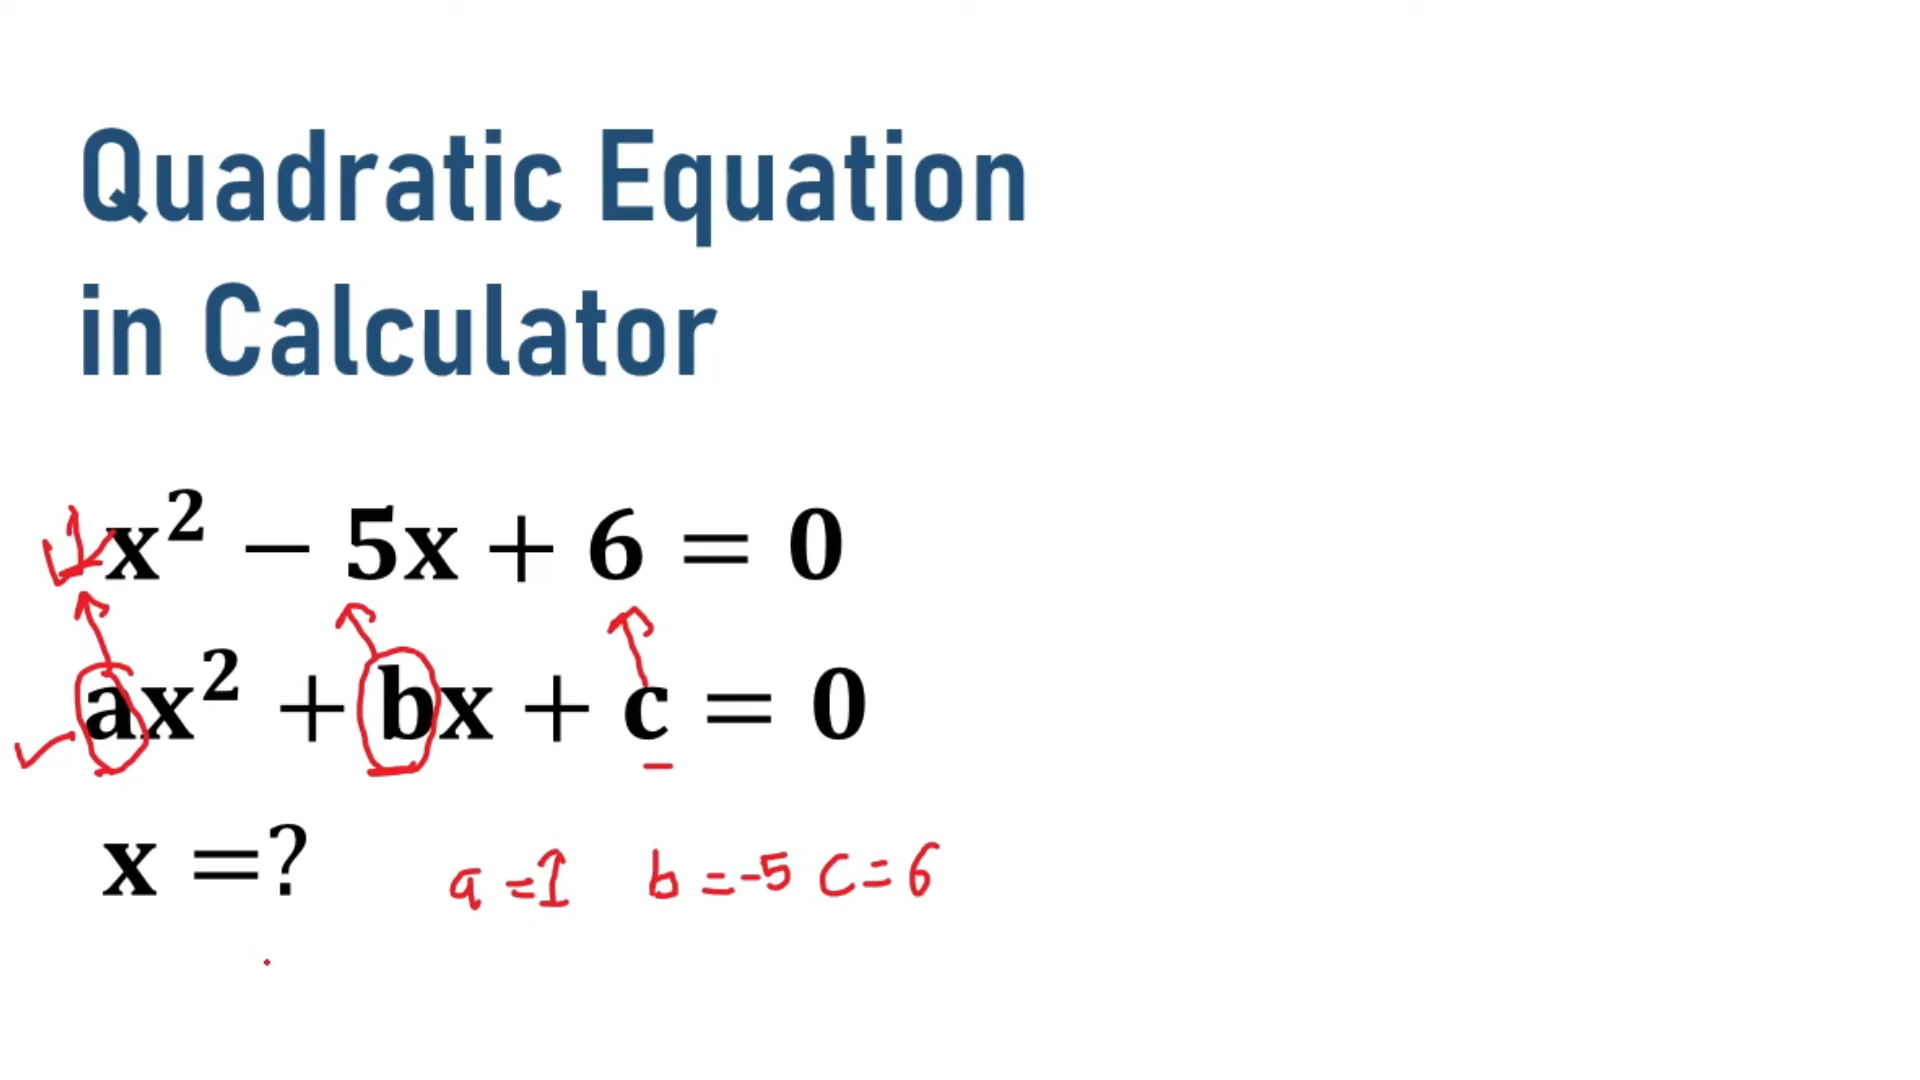 Quadratic Equation
in Calculator
1x² − 5x + 6 = 0
ax² + bx + c = 0
x =?
a = 1 b = -5 c = 6